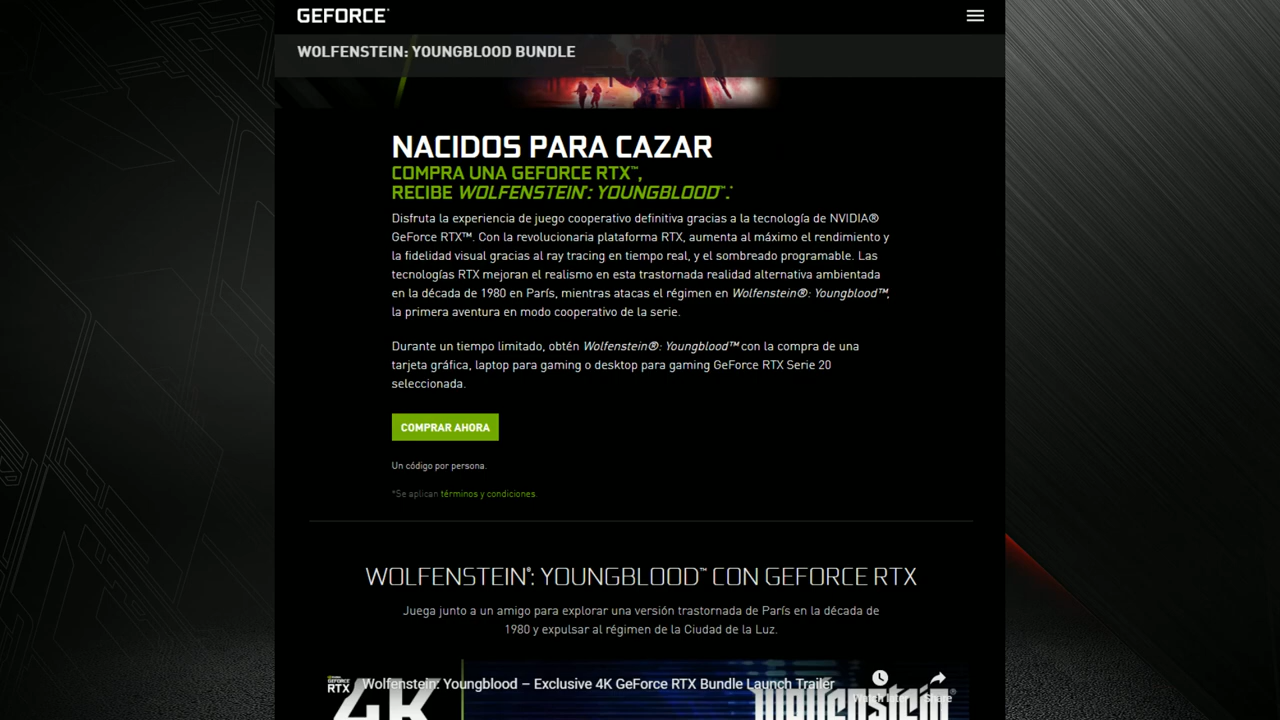 GEFORCE
WOLFENSTEIN: YOUNGBLOOD BUNDLE
NACIDOS PARA CAZAR
COMPRA UNA GEFORCE RTX™,
RECIBE WOLFENSTEIN®: YOUNGBLOOD™.*
Disfruta la experiencia de juego cooperativo definitiva gracias a la tecnología de NVIDIA®
GeForce RTX™. Con la revolucionaria plataforma RTX, aumenta al máximo el rendimiento y
la fidelidad visual gracias al ray tracing en tiempo real, y el sombreado programable. Las
tecnologías RTX mejoran el realismo en esta trastornada realidad alternativa ambientada
en la década de 1980 en París, mientras atacas el régimen en Wolfenstein®: Youngblood™,
la primera aventura en modo cooperativo de la serie.
Durante un tiempo limitado, obtén Wolfenstein®: Youngblood™ con la compra de una
tarjeta gráfica, laptop para gaming o desktop para gaming GeForce RTX Serie 20
seleccionada.
COMPRAR AHORA
Un código por persona.
*Se aplican términos y condiciones.
WOLFENSTEIN®: YOUNGBLOOD™ CON GEFORCE RTX
Juega junto a un amigo para explorar una versión trastornada de París en la década de
1980 y expulsar al régimen de la Ciudad de la Luz.
GEFORCE
RTX
Wolfenstein: Youngblood – Exclusive 4K GeForce RTX Bundle Launch Trailer
4K
Wolfenstein®
Watch later
Share